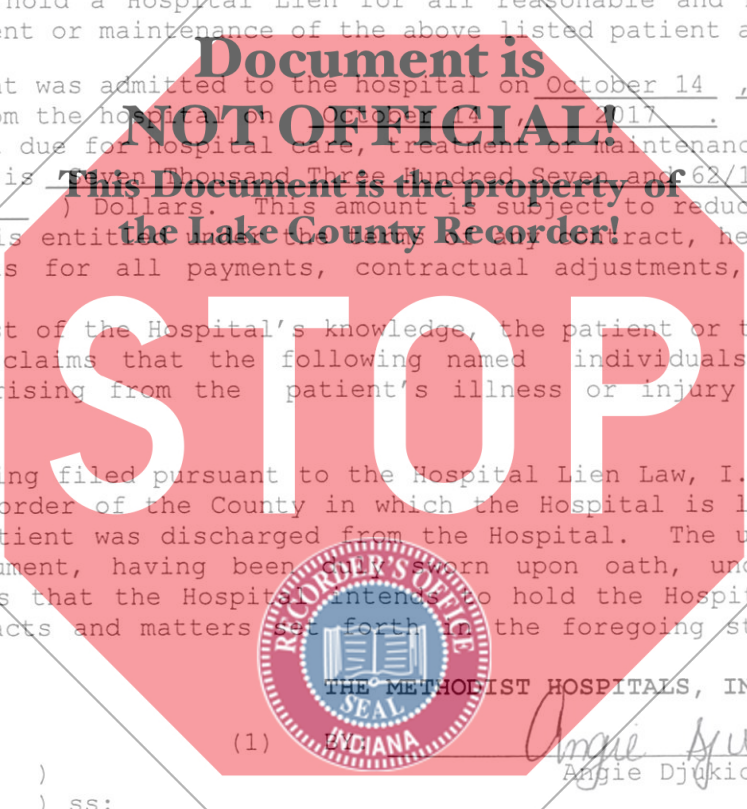 hold a Hospital Lien for all reasonable and
ent or maintenance of the above listed patient a
Document is
t was admitted to the hospital on October 14 ,
om the hospital on October 14 , 2017 .
NOT OFFICIAL!
due for hospital care, treatment or maintenanc
is Seven Thousand Three Hundred Seven and 62/1
This Document is the property of
) Dollars. This amount is subject to reduc
the Lake County Recorder!
is entitled under the terms of any contract, he
s for all payments, contractual adjustments,
STOP
st of the Hospital's knowledge, the patient or t
claims that the following named individuals
rising from the patient's illness or injury
ing filed pursuant to the Hospital Lien Law, I.
order of the County in which the Hospital is l
tient was discharged from the Hospital. The u
ument, having been duly sworn upon oath, und
s that the Hospital intends to hold the Hospit
acts and matters set forth in the foregoing st
RECORDER'S OFFICE
SEAL
INDIANA
THE METHODIST HOSPITALS, IN
(1) BY: Angie Dju
Angie Djukic
)
) ss: